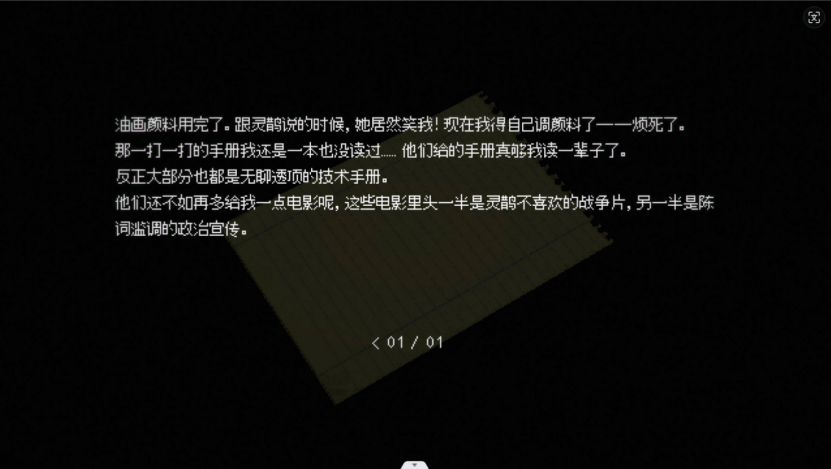 油画颜料用完了。跟灵鹊说的时候，她居然笑我！现在我得自己调颜料了——烦死了。
那一打一打的手册我还是一本也没读过…… 他们给的手册真够我读一辈子了。
反正大部分也都是无聊透顶的技术手册。
他们还不如再多给我一点电影呢，这些电影里头一半是灵鹊不喜欢的战争片，另一半是陈
词滥调的政治宣传。
< 01 / 01